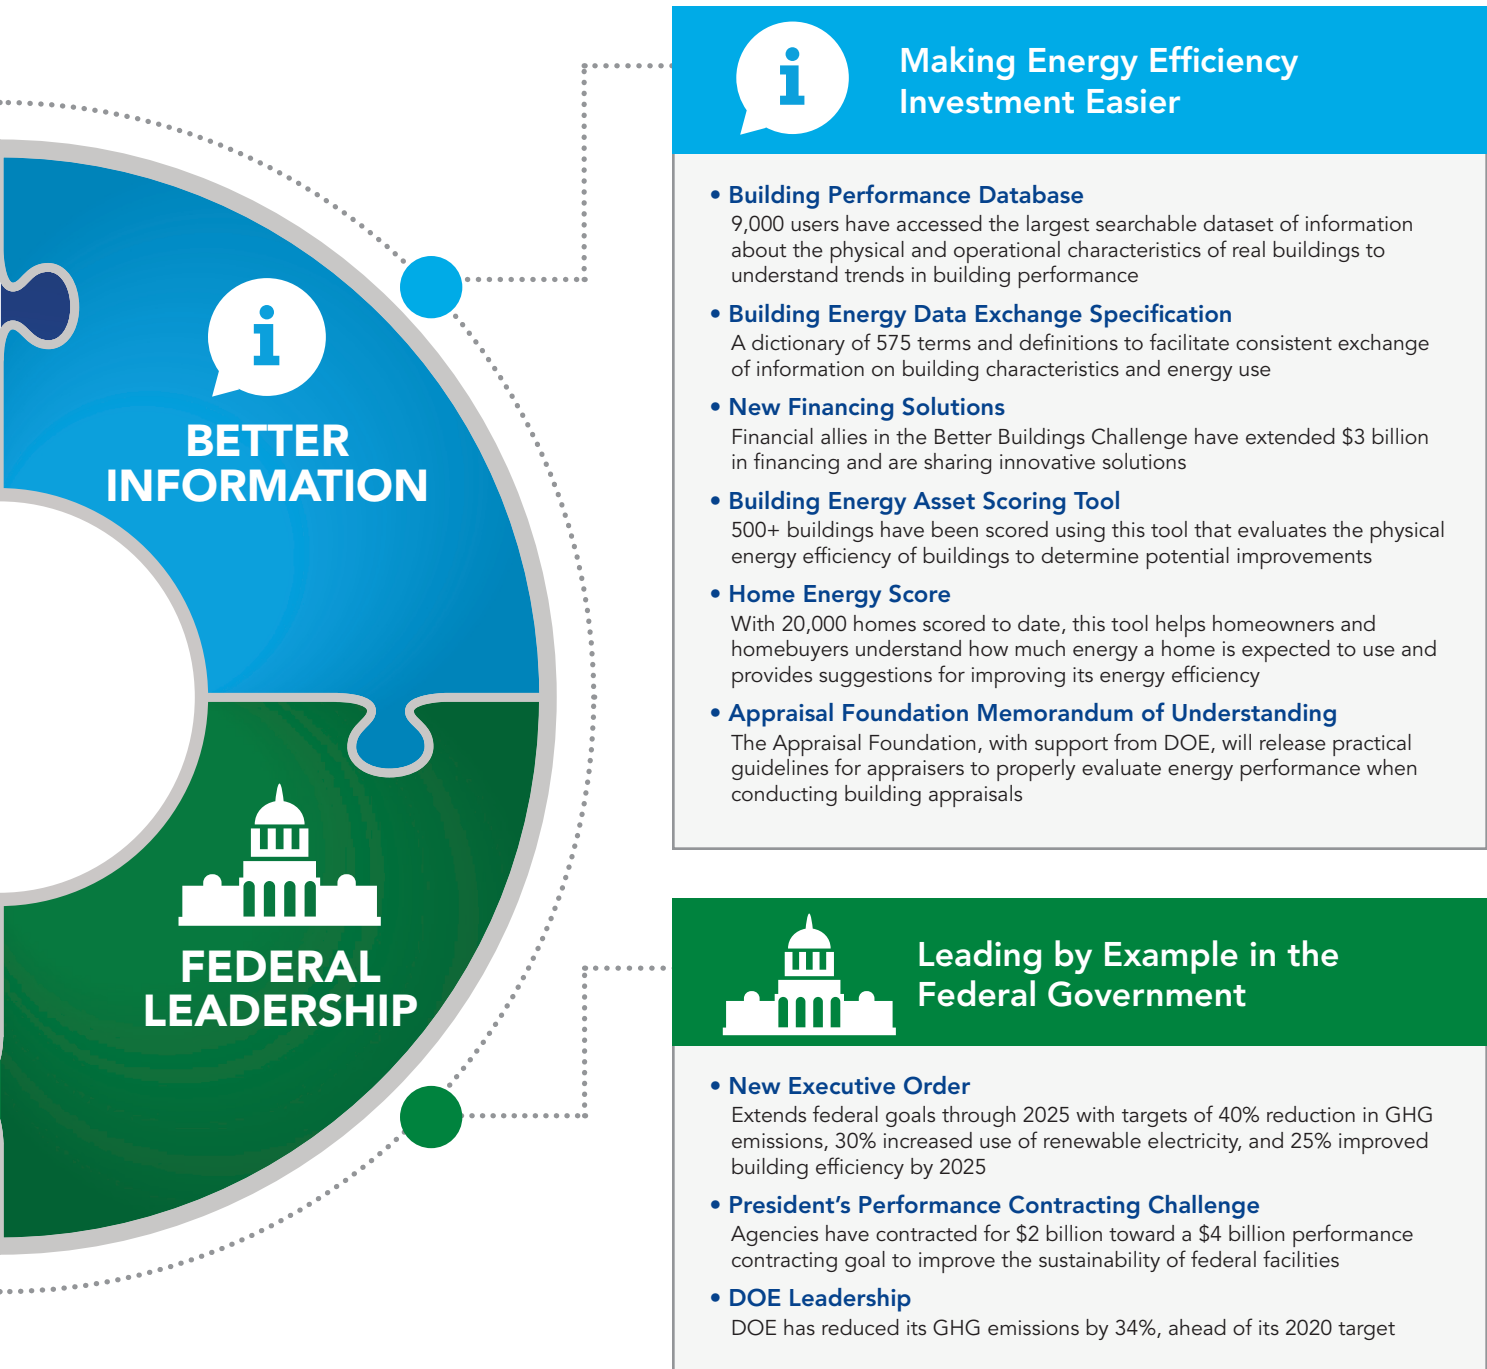 BETTER
INFORMATION
FEDERAL
LEADERSHIP
Making Energy Efficiency
Investment Easier
• Building Performance Database
9,000 users have accessed the largest searchable dataset of information
about the physical and operational characteristics of real buildings to
understand trends in building performance
• Building Energy Data Exchange Specification
A dictionary of 575 terms and definitions to facilitate consistent exchange
of information on building characteristics and energy use
• New Financing Solutions
Financial allies in the Better Buildings Challenge have extended $3 billion
in financing and are sharing innovative solutions
• Building Energy Asset Scoring Tool
500+ buildings have been scored using this tool that evaluates the physical
energy efficiency of buildings to determine potential improvements
• Home Energy Score
With 20,000 homes scored to date, this tool helps homeowners and
homebuyers understand how much energy a home is expected to use and
provides suggestions for improving its energy efficiency
• Appraisal Foundation Memorandum of Understanding
The Appraisal Foundation, with support from DOE, will release practical
guidelines for appraisers to properly evaluate energy performance when
conducting building appraisals
Leading by Example in the
Federal Government
• New Executive Order
Extends federal goals through 2025 with targets of 40% reduction in GHG
emissions, 30% increased use of renewable electricity, and 25% improved
building efficiency by 2025
• President’s Performance Contracting Challenge
Agencies have contracted for $2 billion toward a $4 billion performance
contracting goal to improve the sustainability of federal facilities
• DOE Leadership
DOE has reduced its GHG emissions by 34%, ahead of its 2020 target